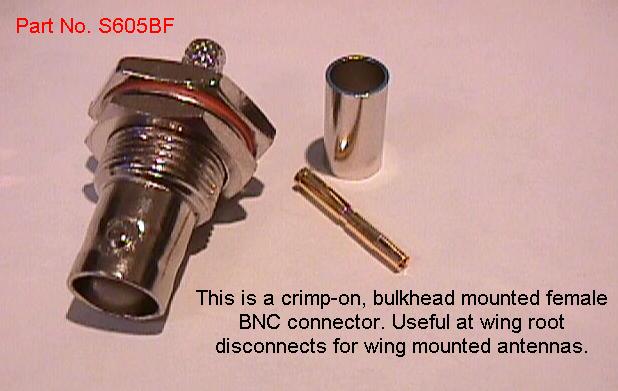 Part No. S605BF
This is a crimp-on, bulkhead mounted female
BNC connector. Useful at wing root
disconnects for wing mounted antennas.